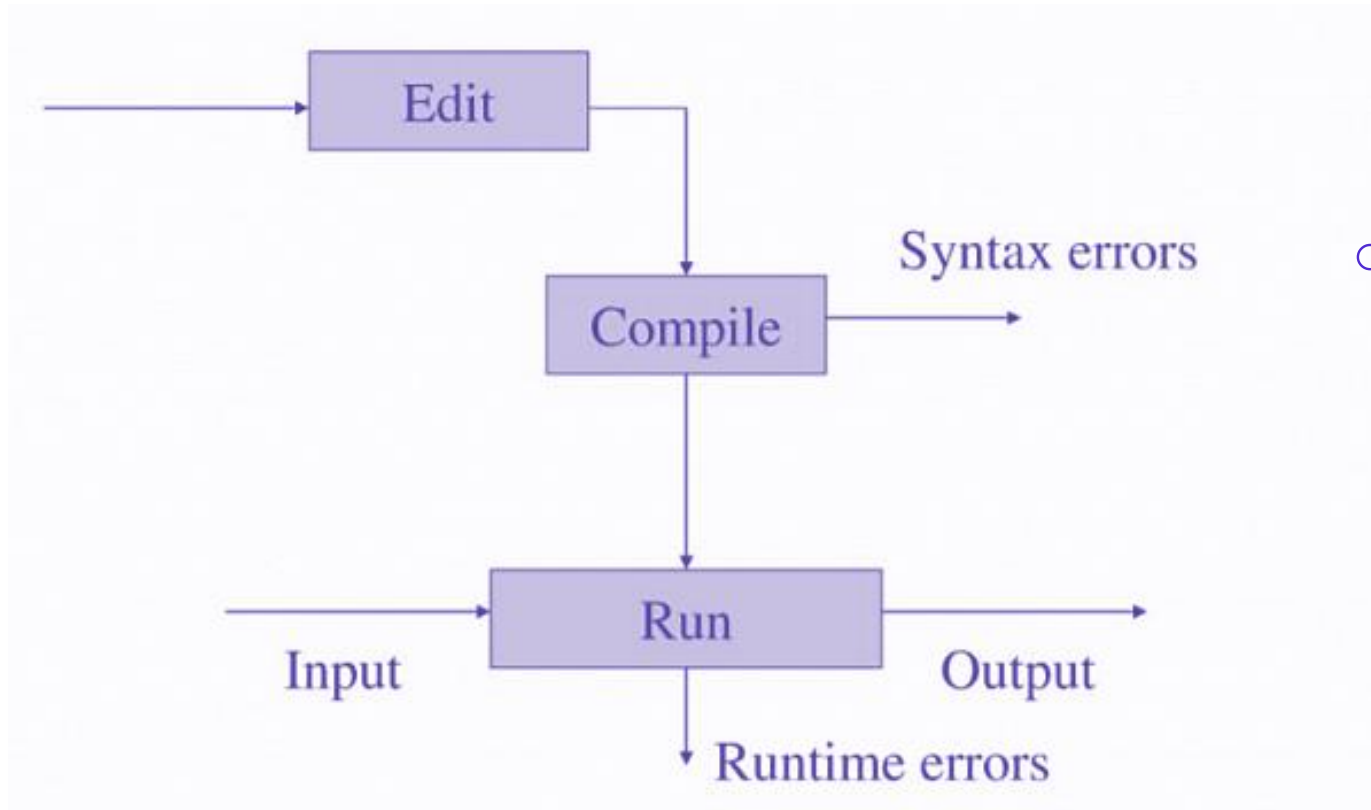 Edit
Syntax errors
Compile
Run
Input
Output
Runtime errors